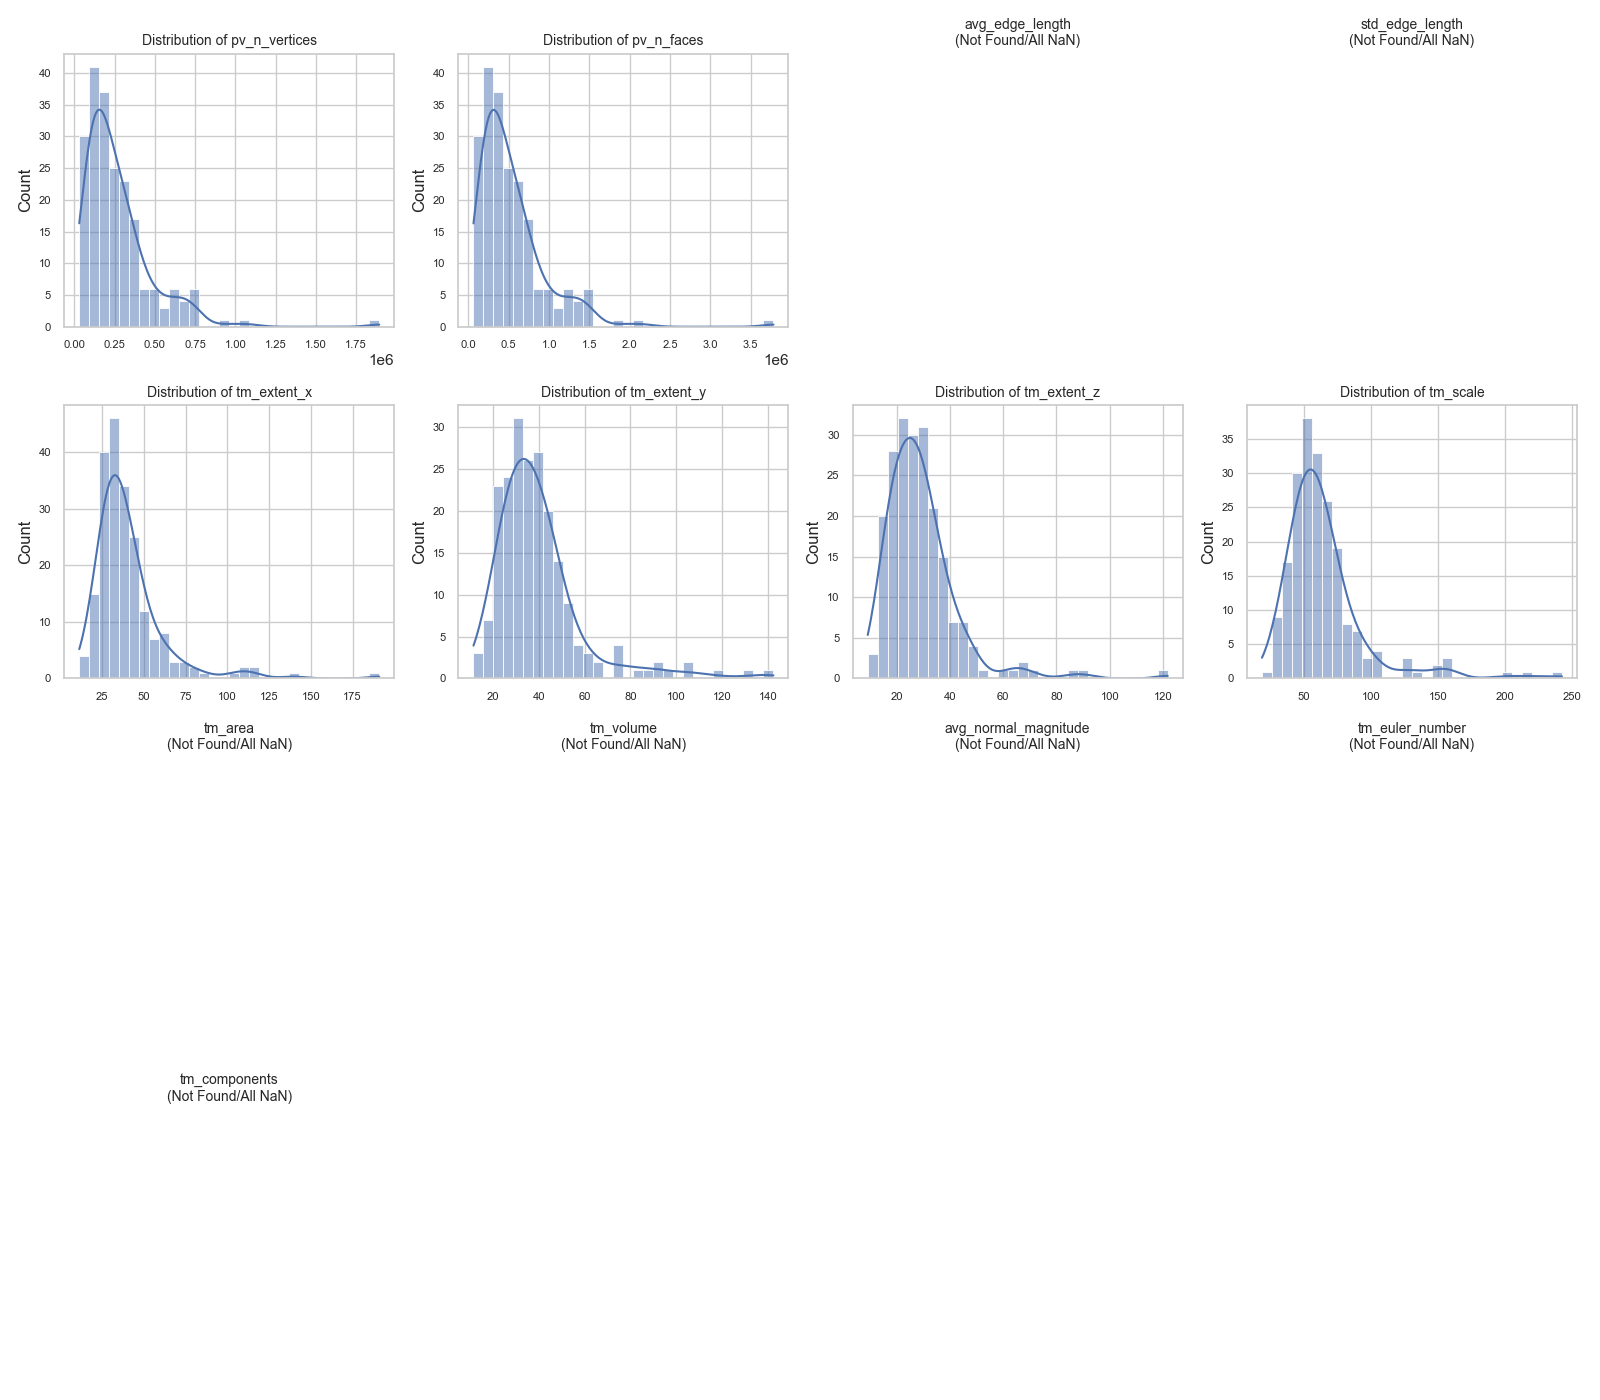 avg_edge_length
(Not Found/All NaN)
std_edge_length
(Not Found/All NaN)
Distribution of pv_n_vertices
Count
40
35
30
25
20
15
10
5
0
0.00 0.25 0.50 0.75 1.00 1.25 1.50 1.75
1e6
Distribution of pv_n_faces
Count
40
35
30
25
20
15
10
5
0
0.0 0.5 1.0 1.5 2.0 2.5 3.0 3.5
1e6
Distribution of tm_extent_x
Count
40
30
20
10
0
25 50 75 100 125 150 175
Distribution of tm_extent_y
Count
30
25
20
15
10
5
0
20 40 60 80 100 120 140
Distribution of tm_extent_z
Count
30
25
20
15
10
5
0
20 40 60 80 100 120
Distribution of tm_scale
Count
35
30
25
20
15
10
5
0
50 100 150 200 250
tm_area
(Not Found/All NaN)
tm_volume
(Not Found/All NaN)
avg_normal_magnitude
(Not Found/All NaN)
tm_euler_number
(Not Found/All NaN)
tm_components
(Not Found/All NaN)